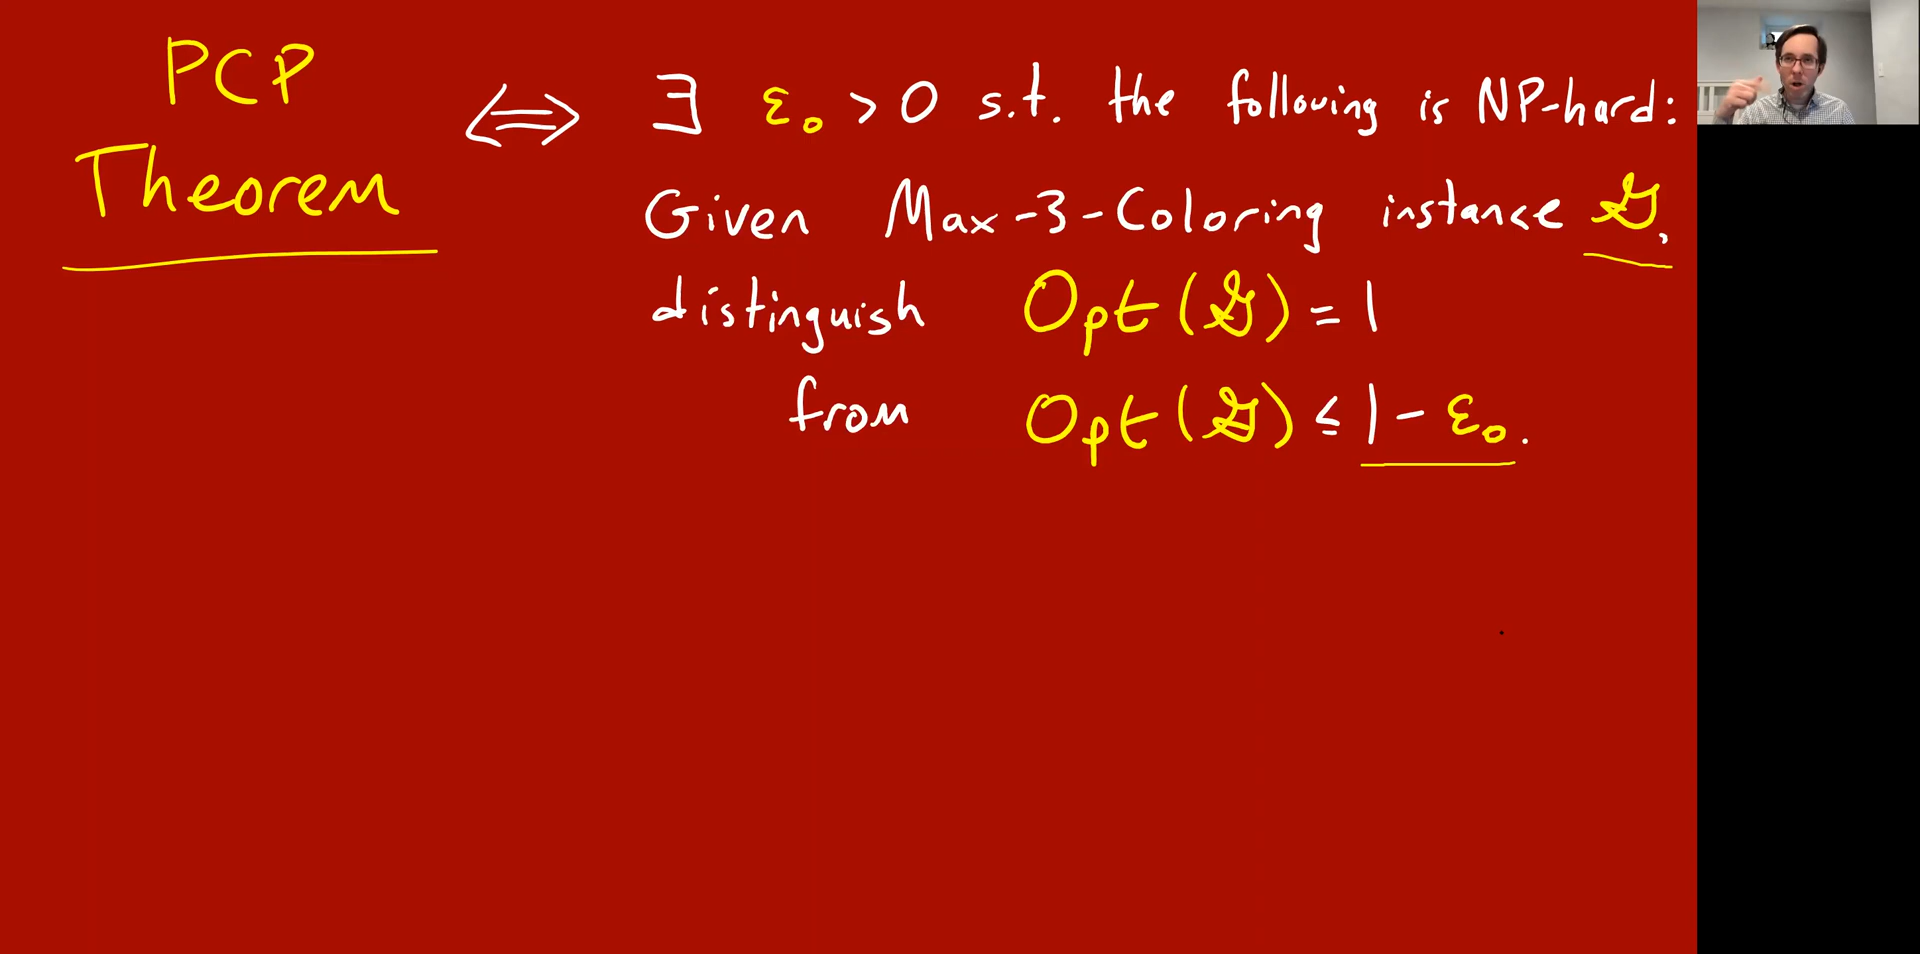 PCP
Theorem
⟺ ∃ ε₀ > 0 s.t. the following is NP-hard:
Given Max-3-Coloring instance 𝒢,
distinguish Opt(𝒢) = 1
from Opt(𝒢) ≤ 1 - ε₀.